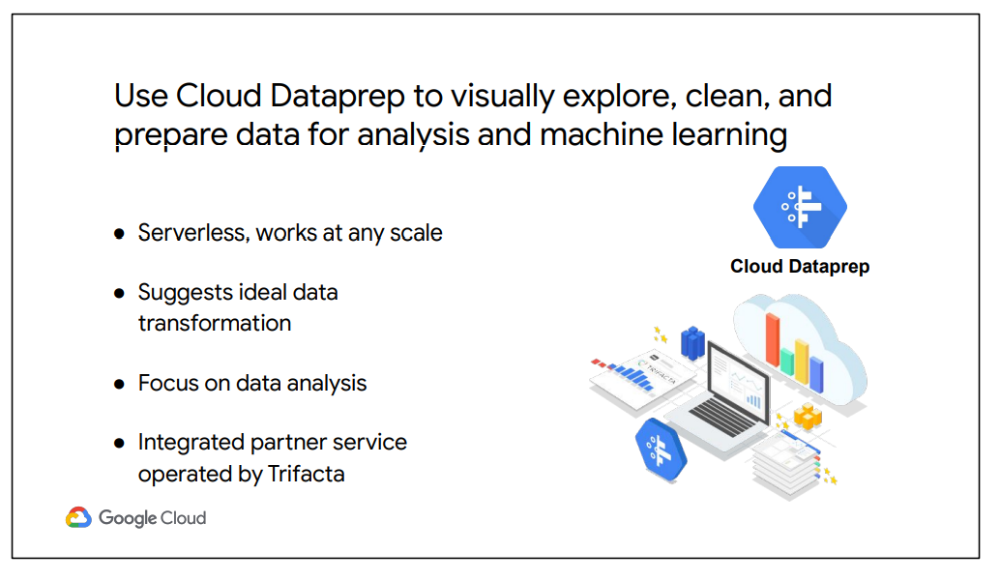 Use Cloud Dataprep to visually explore, clean, and
prepare data for analysis and machine learning
● Serverless, works at any scale
● Suggests ideal data
transformation
● Focus on data analysis
● Integrated partner service
operated by Trifacta
Cloud Dataprep
TRIFACTA
Google Cloud